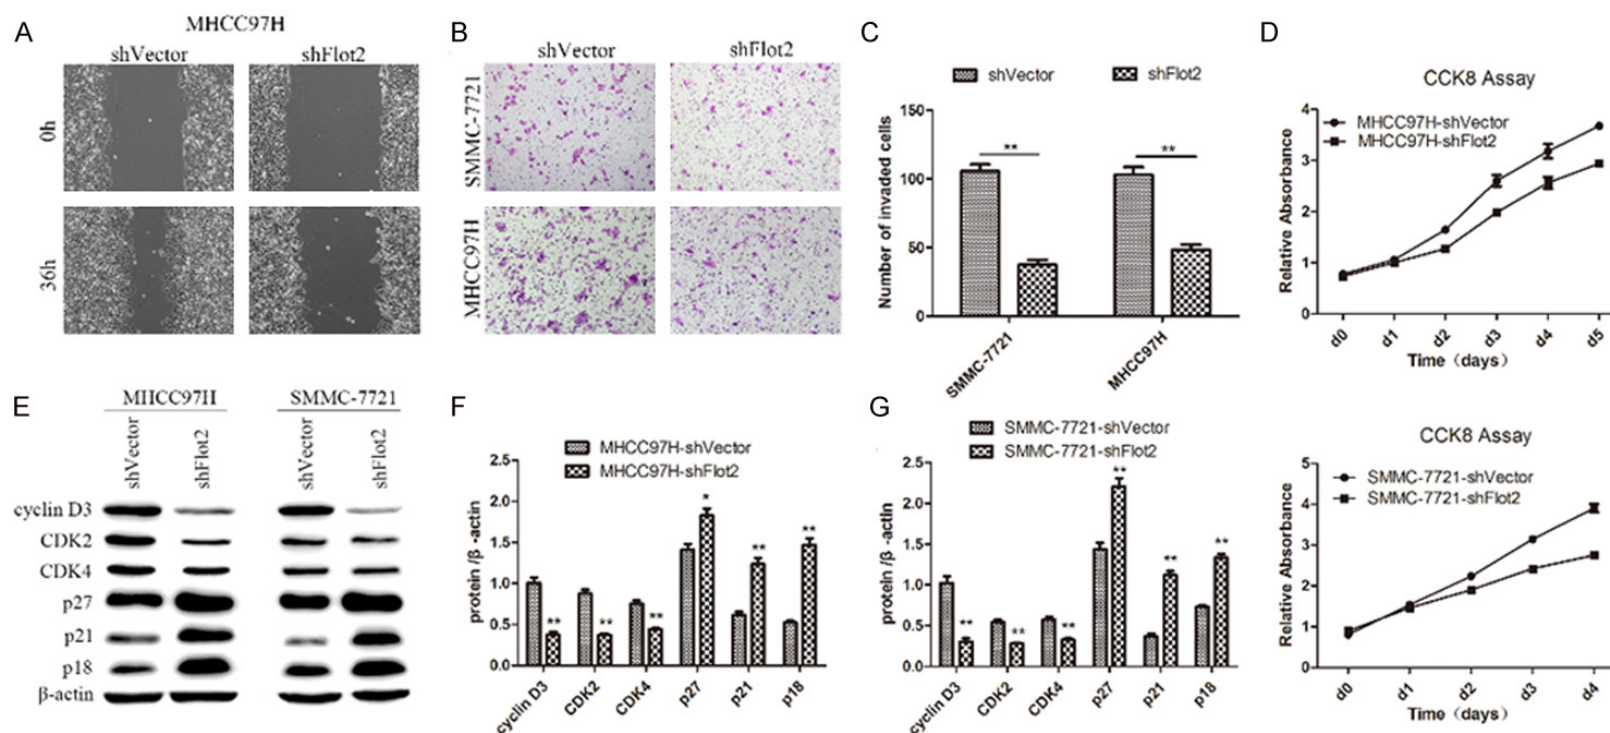 A
MHCC97H
shVector
shFlot2
0h
36h
B
shVector
shFlot2
SMMC-7721
MHCC97H
C
shVector
shFlot2
Number of invaded cells
150
100
50
0
**
**
SMMC-7721
MHCC97H
D
CCK8 Assay
MHCC97H-shVector
MHCC97H-shFlot2
Relative Absorbance
4
3
2
1
0
d0
d1
d2
d3
d4
d5
Time (days)
E
MHCC97H
SMMC-7721
shVector
shFlot2
shVector
shFlot2
cyclin D3
CDK2
CDK4
p27
p21
p18
β-actin
F
MHCC97H-shVector
MHCC97H-shFlot2
protein /β -actin
2.5
2.0
1.5
1.0
0.5
0.0
**
**
**
*
**
**
cyclin D3
CDK2
CDK4
p27
p21
p18
G
SMMC-7721-shVector
SMMC-7721-shFlot2
protein /β -actin
2.5
2.0
1.5
1.0
0.5
0.0
**
**
**
**
**
**
cyclin D3
CDK2
CDK4
p27
p21
p18
CCK8 Assay
SMMC-7721-shVector
SMMC-7721-shFlot2
Relative Absorbance
5
4
3
2
1
0
d0
d1
d2
d3
d4
Time (days)